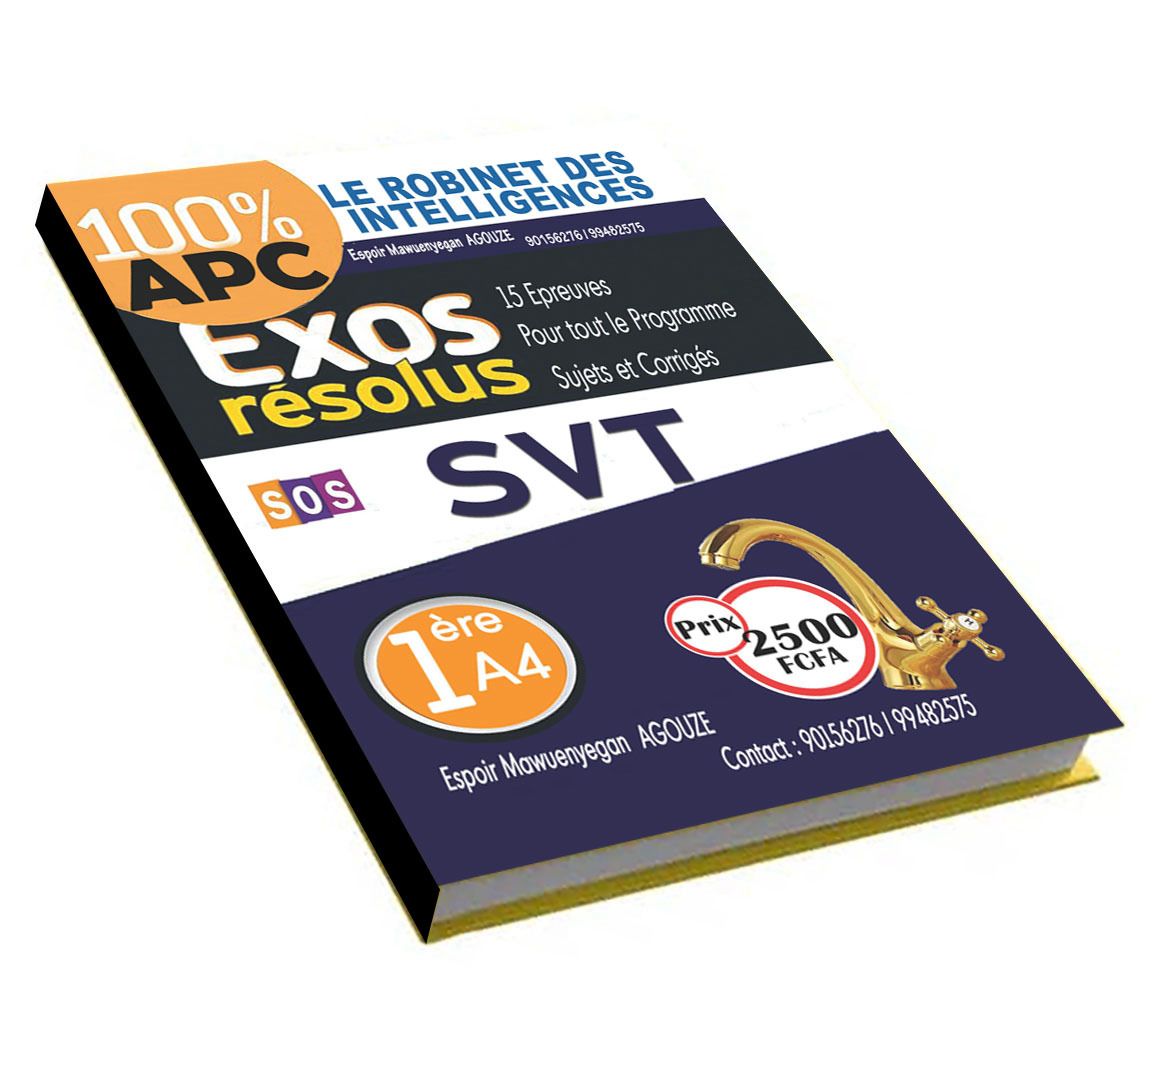 100%
APC
LE ROBINET DES
INTELLIGENCES
Espoir Mawuenyegan AGOUZE 90156276 | 99482575
Exos
résolus
15 Epreuves
Pour tout le Programme
Sujets et Corrigés
SOS
SVT
1ère
A4
Prix
2500
FCFA
Espoir Mawuenyegan AGOUZE
Contact : 90156276 | 99482575